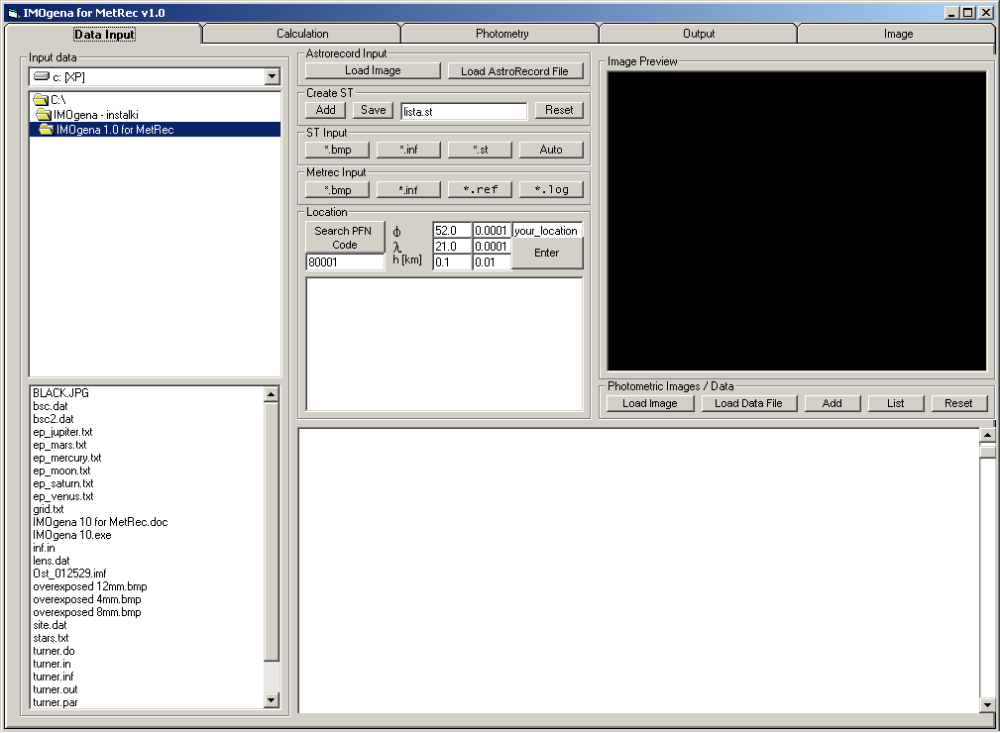 IMOgena for MetRec v1.0
Data Input
Calculation
Photometry
Output
Image
Input data
c: [XP]
C:\
IMOgena - instalki
IMOgena 1.0 for MetRec
BLACK.JPG
bsc.dat
bsc2.dat
ep_jupiter.txt
ep_mars.txt
ep_mercury.txt
ep_moon.txt
ep_saturn.txt
ep_venus.txt
grid.txt
IMOgena 10 for MetRec.doc
IMOgena 10.exe
inf.in
lens.dat
Ost_012529.imf
overexposed 12mm.bmp
overexposed 4mm.bmp
overexposed 8mm.bmp
site.dat
stars.txt
turner.do
turner.in
turner.inf
turner.out
turner.par
Astrorecord Input
Load Image
Load AstroRecord File
Create ST
Add
Save
lista.st
Reset
ST Input
*.bmp
*.inf
*.st
Auto
Metrec Input
*.bmp
*.inf
*.ref
*.log
Location
Search PFN
Code
80001
ϕ
52.0
0.0001
your_location
λ
21.0
0.0001
h [km]
0.1
0.01
Enter
Image Preview
Photometric Images / Data
Load Image
Load Data File
Add
List
Reset